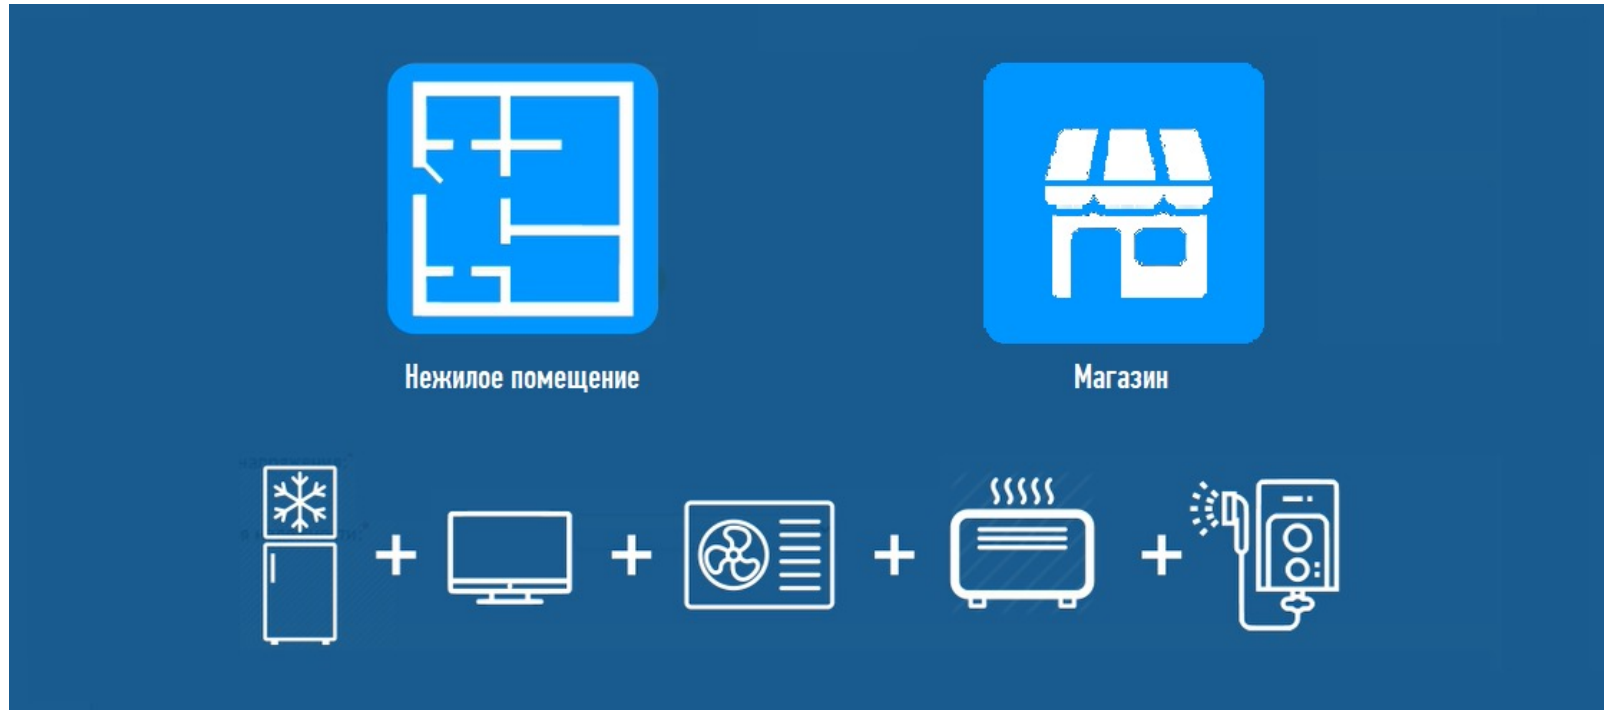 Нежилое помещение
Магазин